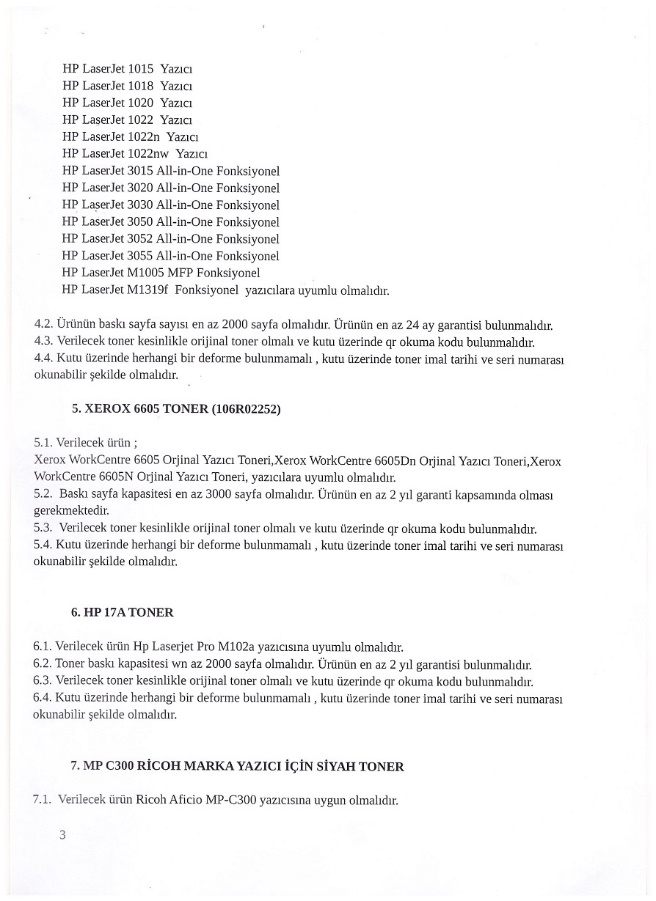 HP LaserJet 1015 Yazıcı
HP LaserJet 1018 Yazıcı
HP LaserJet 1020 Yazıcı
HP LaserJet 1022 Yazıcı
HP LaserJet 1022n Yazıcı
HP LaserJet 1022nw Yazıcı
HP LaserJet 3015 All-in-One Fonksiyonel
HP LaserJet 3020 All-in-One Fonksiyonel
HP LaserJet 3030 All-in-One Fonksiyonel
HP LaserJet 3050 All-in-One Fonksiyonel
HP LaserJet 3052 All-in-One Fonksiyonel
HP LaserJet 3055 All-in-One Fonksiyonel
HP LaserJet M1005 MFP Fonksiyonel
HP LaserJet M1319f Fonksiyonel yazıcılara uyumlu olmalıdır.
4.2. Ürünün baskı sayfa sayısı en az 2000 sayfa olmalıdır. Ürünün en az 24 ay garantisi bulunmalıdır.
4.3. Verilecek toner kesinlikle orijinal toner olmalı ve kutu üzerinde qr okuma kodu bulunmalıdır.
4.4. Kutu üzerinde herhangi bir deforme bulunmamalı , kutu üzerinde toner imal tarihi ve seri numarası
okunabilir şekilde olmalıdır.
5. XEROX 6605 TONER (106R02252)
5.1. Verilecek ürün ;
Xerox WorkCentre 6605 Orjinal Yazıcı Toneri,Xerox WorkCentre 6605Dn Orjinal Yazıcı Toneri,Xerox
WorkCentre 6605N Orjinal Yazıcı Toneri, yazıcılara uyumlu olmalıdır.
5.2. Baskı sayfa kapasitesi en az 3000 sayfa olmalıdır. Ürünün en az 2 yıl garanti kapsamında olması
gerekmektedir.
5.3. Verilecek toner kesinlikle orijinal toner olmalı ve kutu üzerinde qr okuma kodu bulunmalıdır.
5.4. Kutu üzerinde herhangi bir deforme bulunmamalı , kutu üzerinde toner imal tarihi ve seri numarası
okunabilir şekilde olmalıdır.
6. HP 17A TONER
6.1. Verilecek ürün Hp Laserjet Pro M102a yazıcısına uyumlu olmalıdır.
6.2. Toner baskı kapasitesi wn az 2000 sayfa olmalıdır. Ürünün en az 2 yıl garantisi bulunmalıdır.
6.3. Verilecek toner kesinlikle orijinal toner olmalı ve kutu üzerinde qr okuma kodu bulunmalıdır.
6.4. Kutu üzerinde herhangi bir deforme bulunmamalı , kutu üzerinde toner imal tarihi ve seri numarası
okunabilir şekilde olmalıdır.
7. MP C300 RİCOH MARKA YAZICI İÇİN SİYAH TONER
7.1. Verilecek ürün Ricoh Aficio MP-C300 yazıcısına uygun olmalıdır.
3